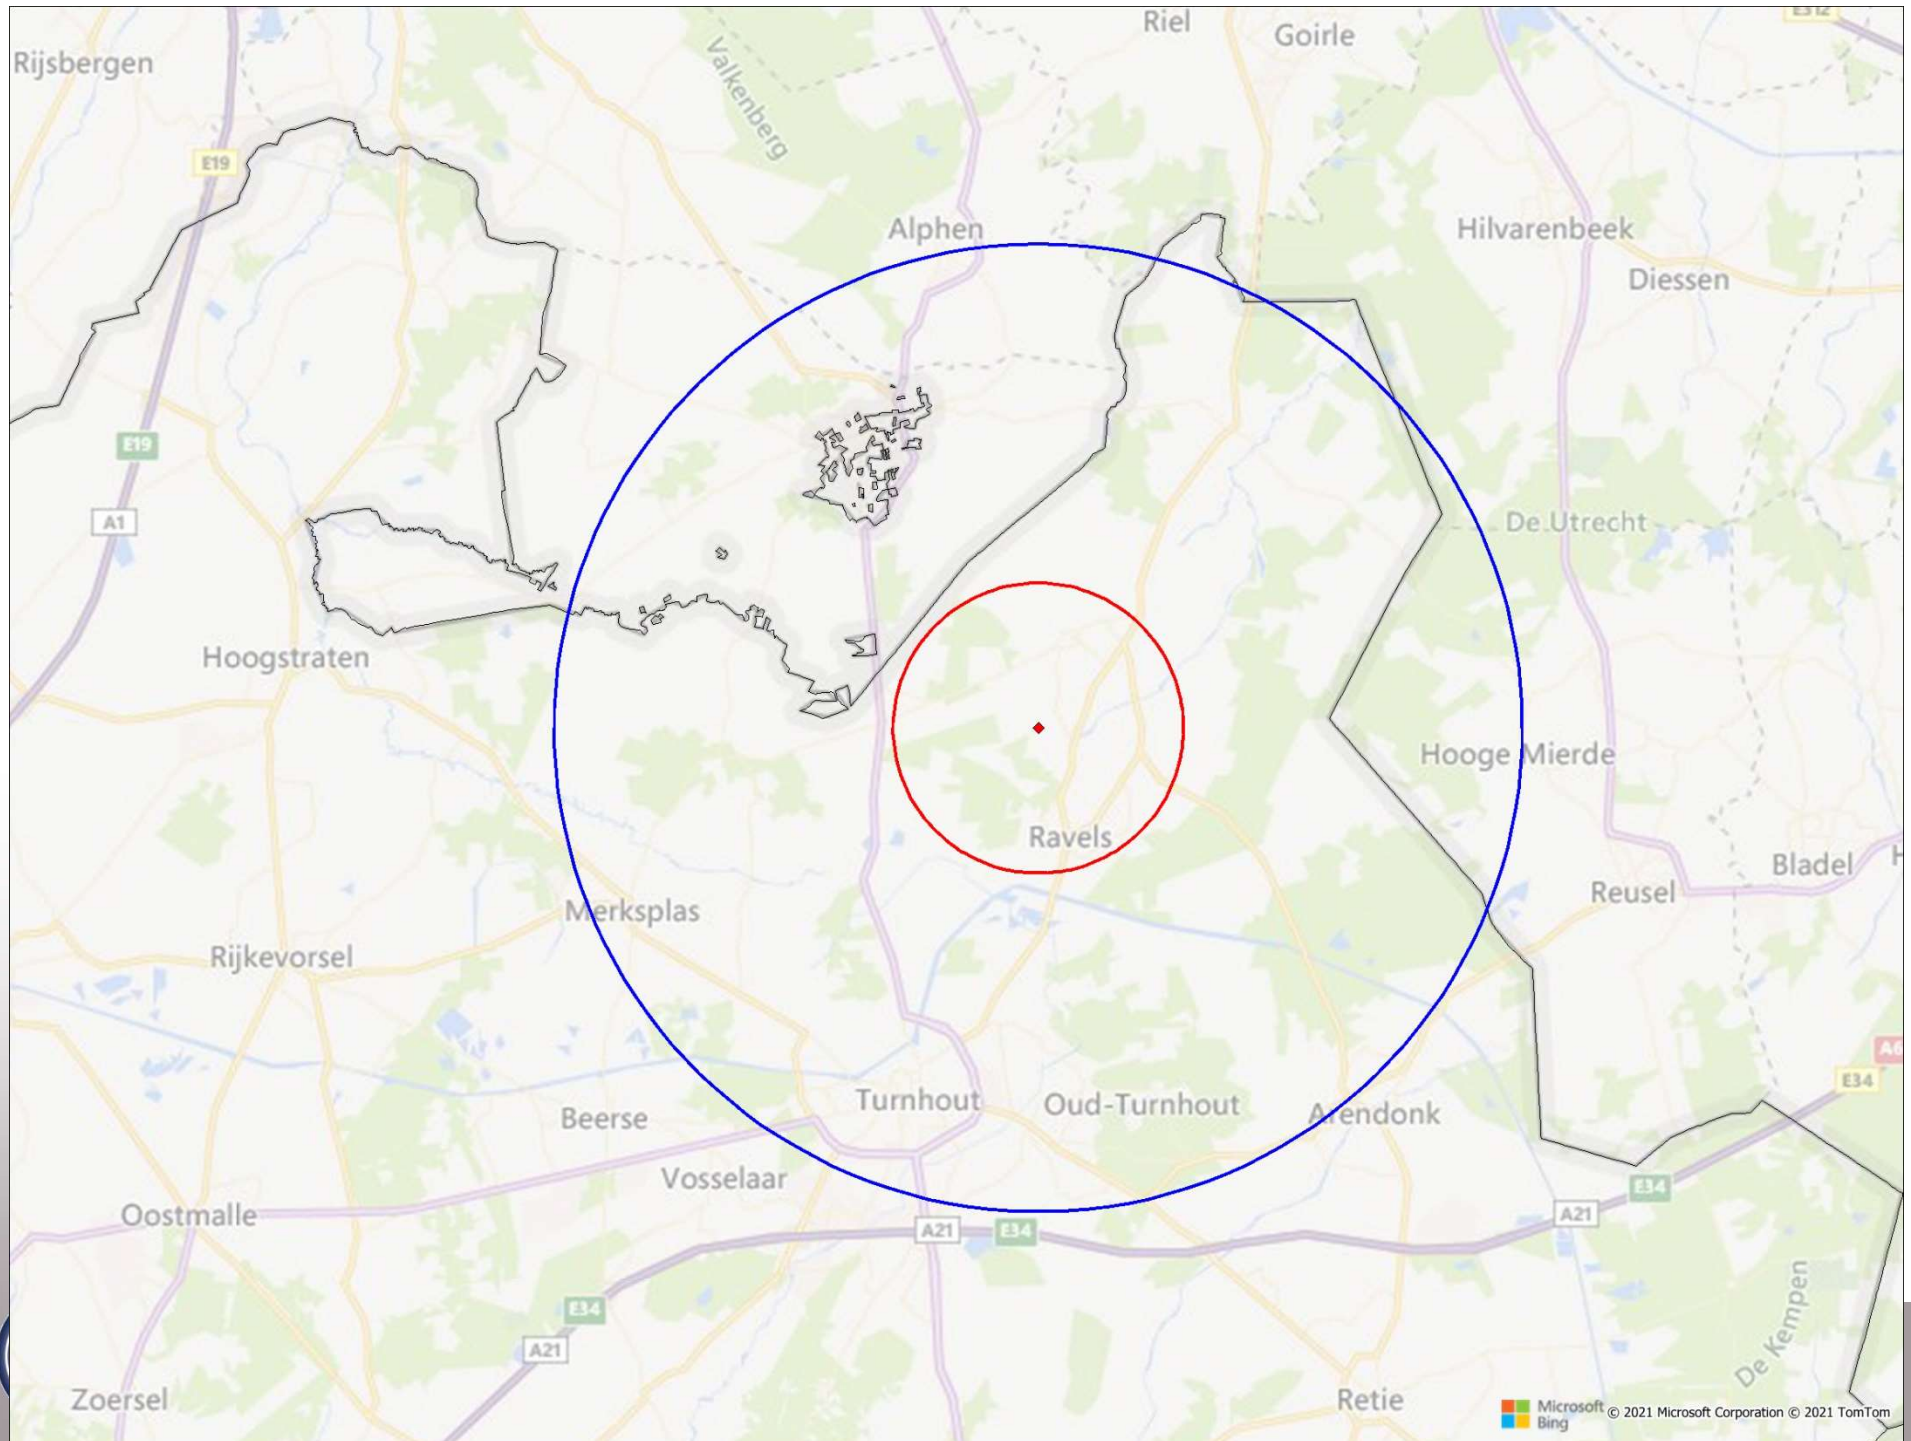 Riel
Goirle
E312
Rijsbergen
Valkenberg
E19
Alphen
Hilvarenbeek
Diessen
E19
A1
De Utrecht
Hoogstraten
Hooge Mierde
Ravels
Bladel
Reusel
Merksplas
Rijkevorsel
E34
Turnhout
Oud-Turnhout
Arendonk
Beerse
Vosselaar
E34
Oostmalle
A21
A21
E34
E34
A21
De Kempen
Zoersel
Retie
Microsoft
Bing
© 2021 Microsoft Corporation © 2021 TomTom